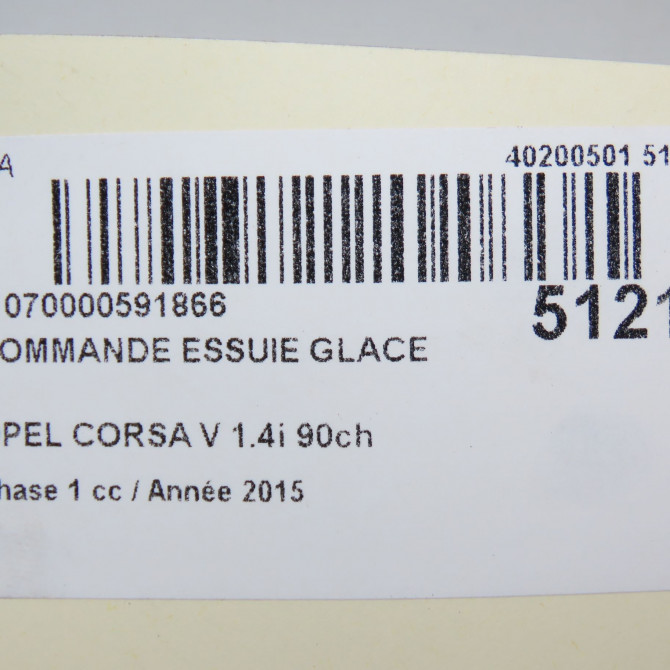 A
40200501 51
070000591866
5121
OMMANDE ESSUIE GLACE
PEL CORSA V 1.4i 90ch
hase 1 cc / Année 2015